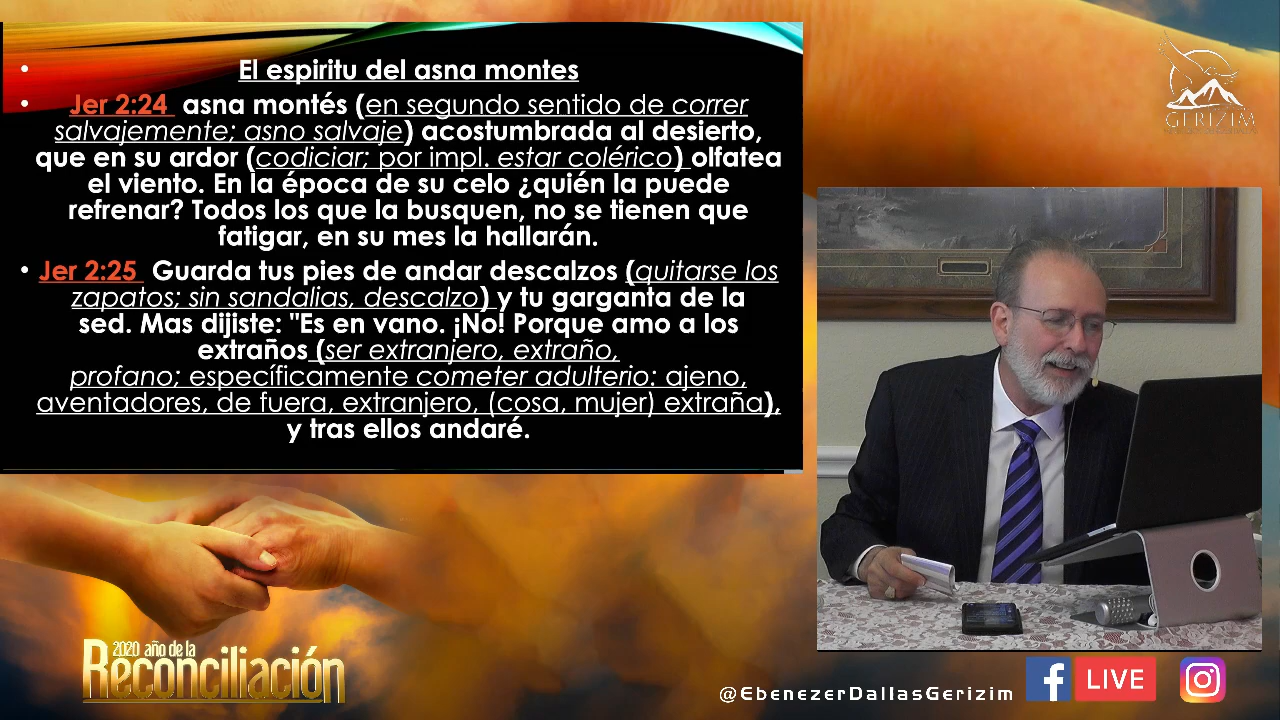 • El espiritu del asna montes
• Jer 2:24 asna montés (en segundo sentido de correr
salvajemente; asno salvaje) acostumbrada al desierto,
que en su ardor (codiciar; por impl. estar colérico) olfatea
el viento. En la época de su celo ¿quién la puede
refrenar? Todos los que la busquen, no se tienen que
fatigar, en su mes la hallarán.
• Jer 2:25 Guarda tus pies de andar descalzos (quitarse los
zapatos; sin sandalias, descalzo) y tu garganta de la
sed. Mas dijiste: "Es en vano. ¡No! Porque amo a los
extraños (ser extranjero, extraño,
profano; específicamente cometer adulterio: ajeno,
aventadores, de fuera, extranjero, (cosa, mujer) extraña),
y tras ellos andaré.
GERIZIM
2020 año de la
Reconciliación
@EbenezerDallasGerizim
LIVE